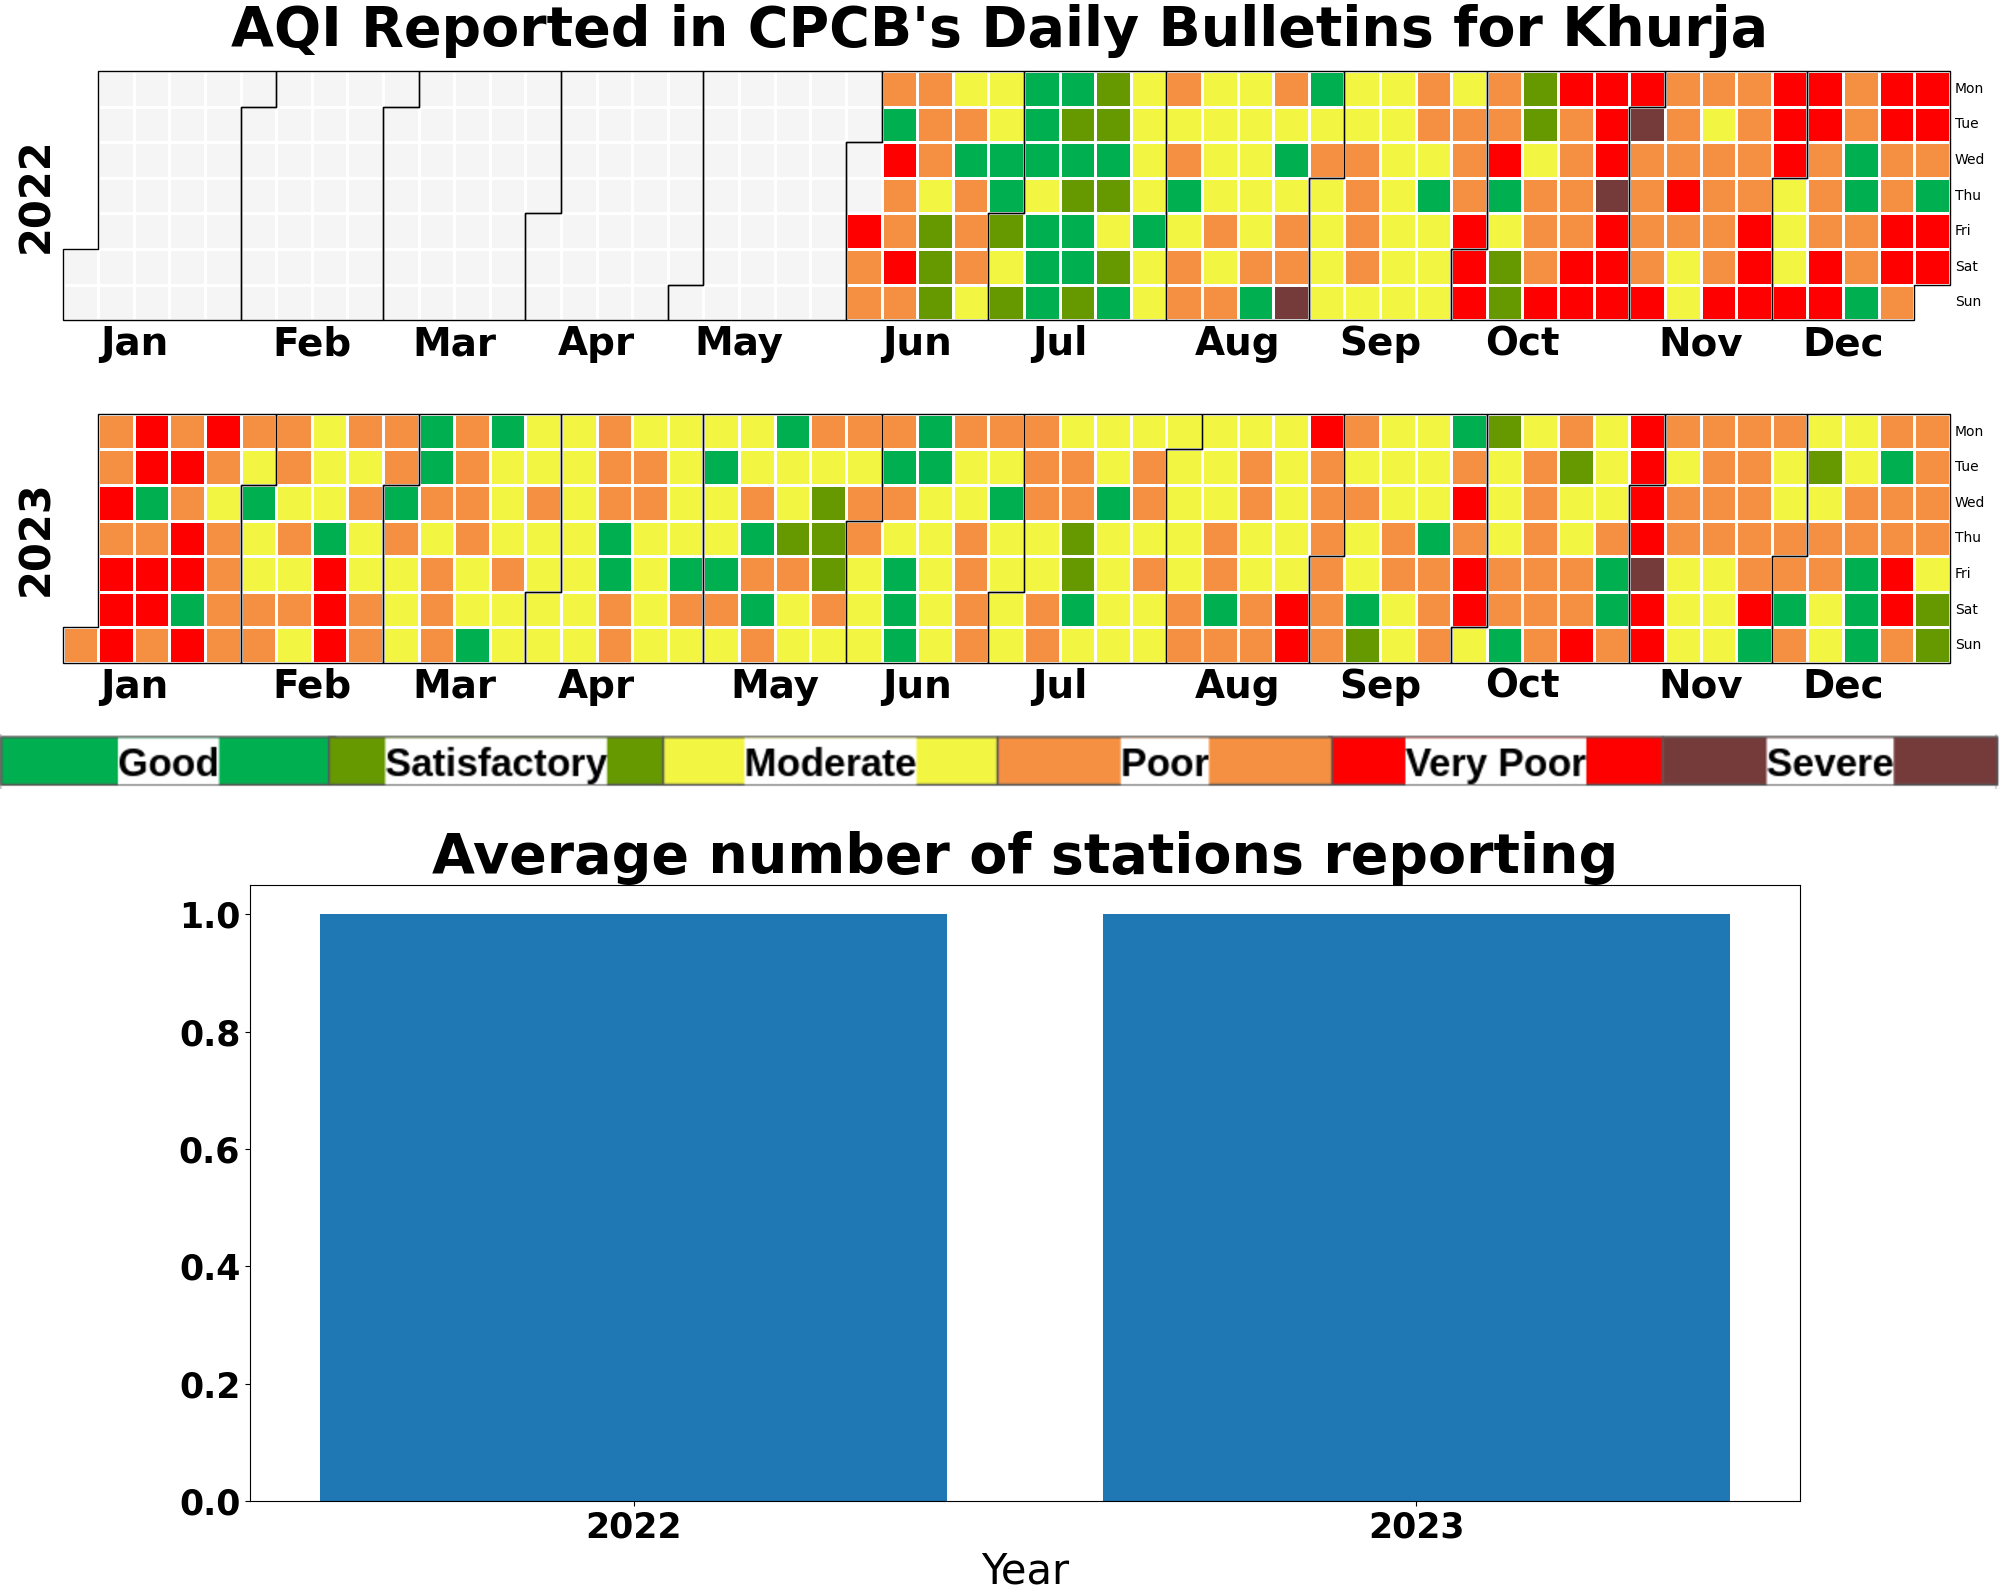 AQI Reported in CPCB's Daily Bulletins for Khurja
2022
Mon
Tue
Wed
Thu
Fri
Sat
Sun
Jan Feb Mar Apr May Jun Jul Aug Sep Oct Nov Dec
2023
Mon
Tue
Wed
Thu
Fri
Sat
Sun
Jan Feb Mar Apr May Jun Jul Aug Sep Oct Nov Dec
Good Satisfactory Moderate Poor Very Poor Severe
Average number of stations reporting
1.0
0.8
0.6
0.4
0.2
0.0
2022 2023
Year